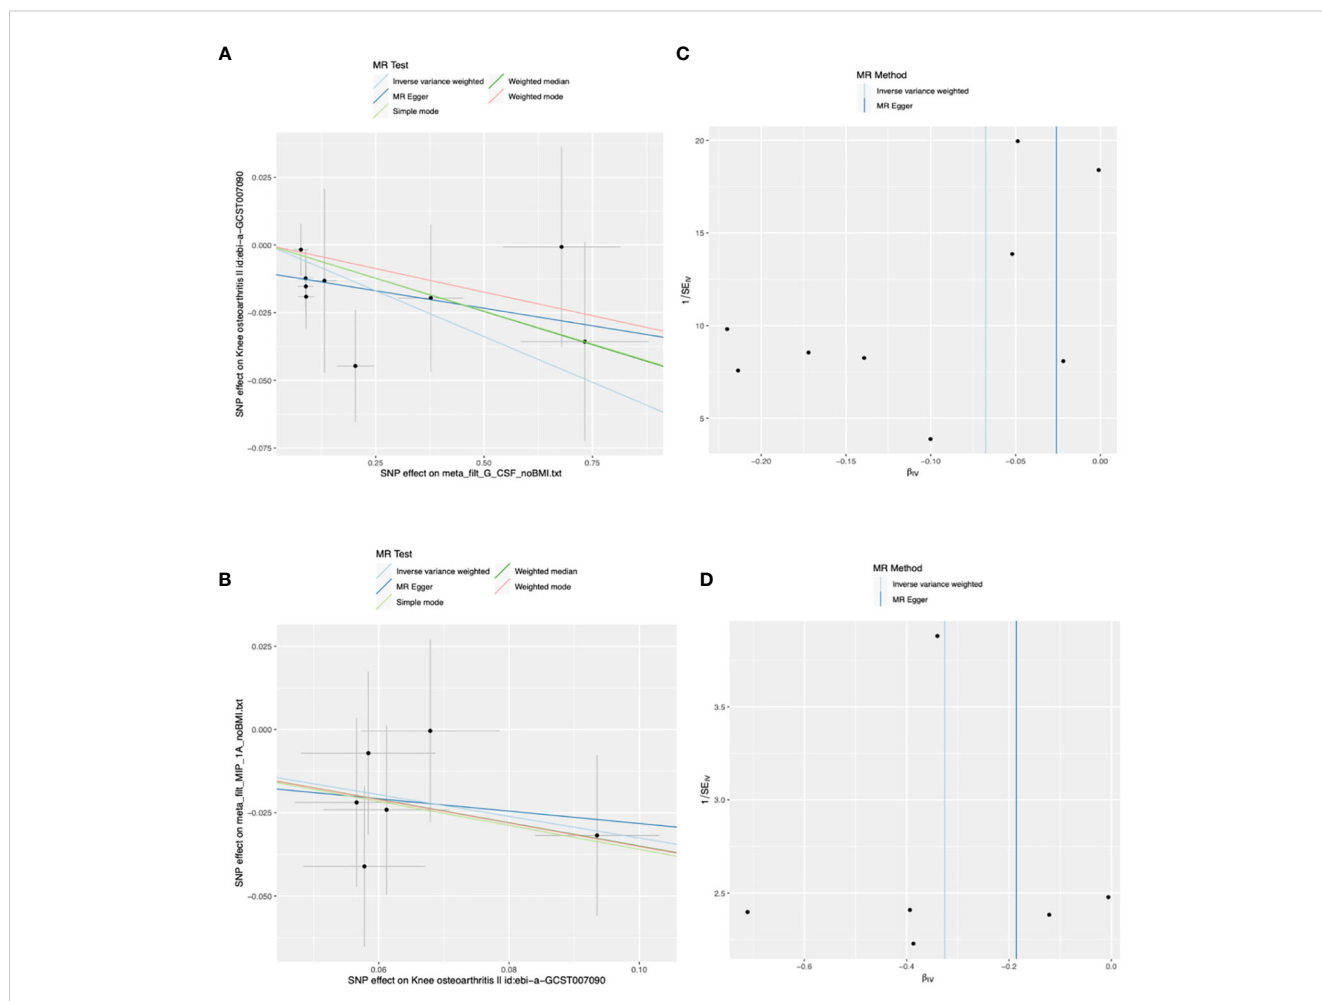 A
MR Test
Inverse variance weighted
Weighted median
MR Egger
Weighted mode
Simple mode
SNP effect on Knee osteoarthritis II id:ebi-a-GCST007090
0.025
0.000
−0.025
−0.050
−0.075
0.25
0.50
0.75
SNP effect on meta_filt_G_CSF_noBMI.txt
C
MR Method
Inverse variance weighted
MR Egger
1/SEIV
20
15
10
5
−0.20
−0.15
−0.10
−0.05
0.00
βIV
B
MR Test
Inverse variance weighted
Weighted median
MR Egger
Weighted mode
Simple mode
SNP effect on meta_filt_MIP_1A_noBMI.txt
0.025
0.000
−0.025
−0.050
0.06
0.08
0.10
SNP effect on Knee osteoarthritis II id:ebi-a-GCST007090
D
MR Method
Inverse variance weighted
MR Egger
1/SEIV
3.5
3.0
2.5
−0.6
−0.4
−0.2
0.0
βIV